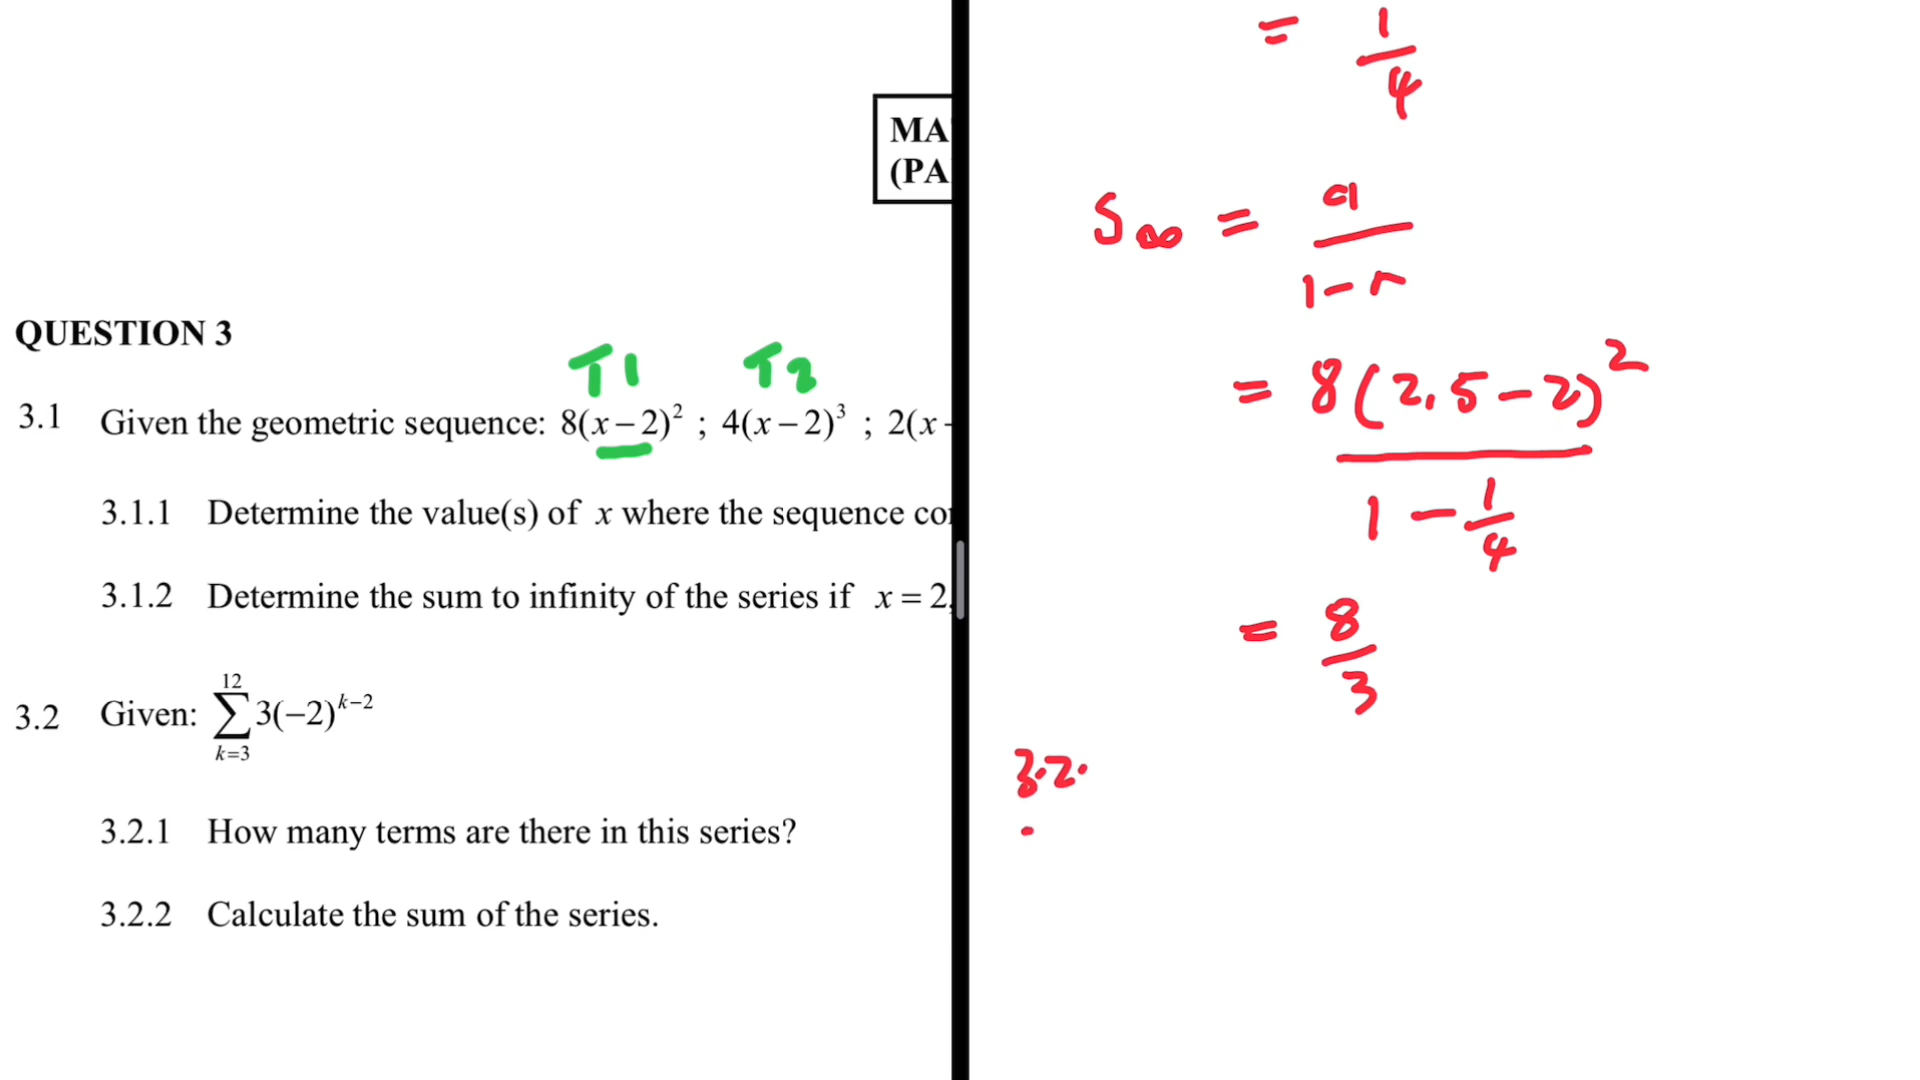 MA
(PA
QUESTION 3
T1 T2
3.1 Given the geometric sequence: 8(x – 2)² ; 4(x – 2)³ ; 2(x -
3.1.1 Determine the value(s) of x where the sequence co
3.1.2 Determine the sum to infinity of the series if x = 2,
3.2 Given: ∑_{k=3}^{12} 3(–2)^{k–2}
3.2.1 How many terms are there in this series?
3.2.2 Calculate the sum of the series.
= 1/4
S∞ = a/(1 - r)
= 8(2,5 - 2)²/(1 - 1/4)
= 8/3
3.2.